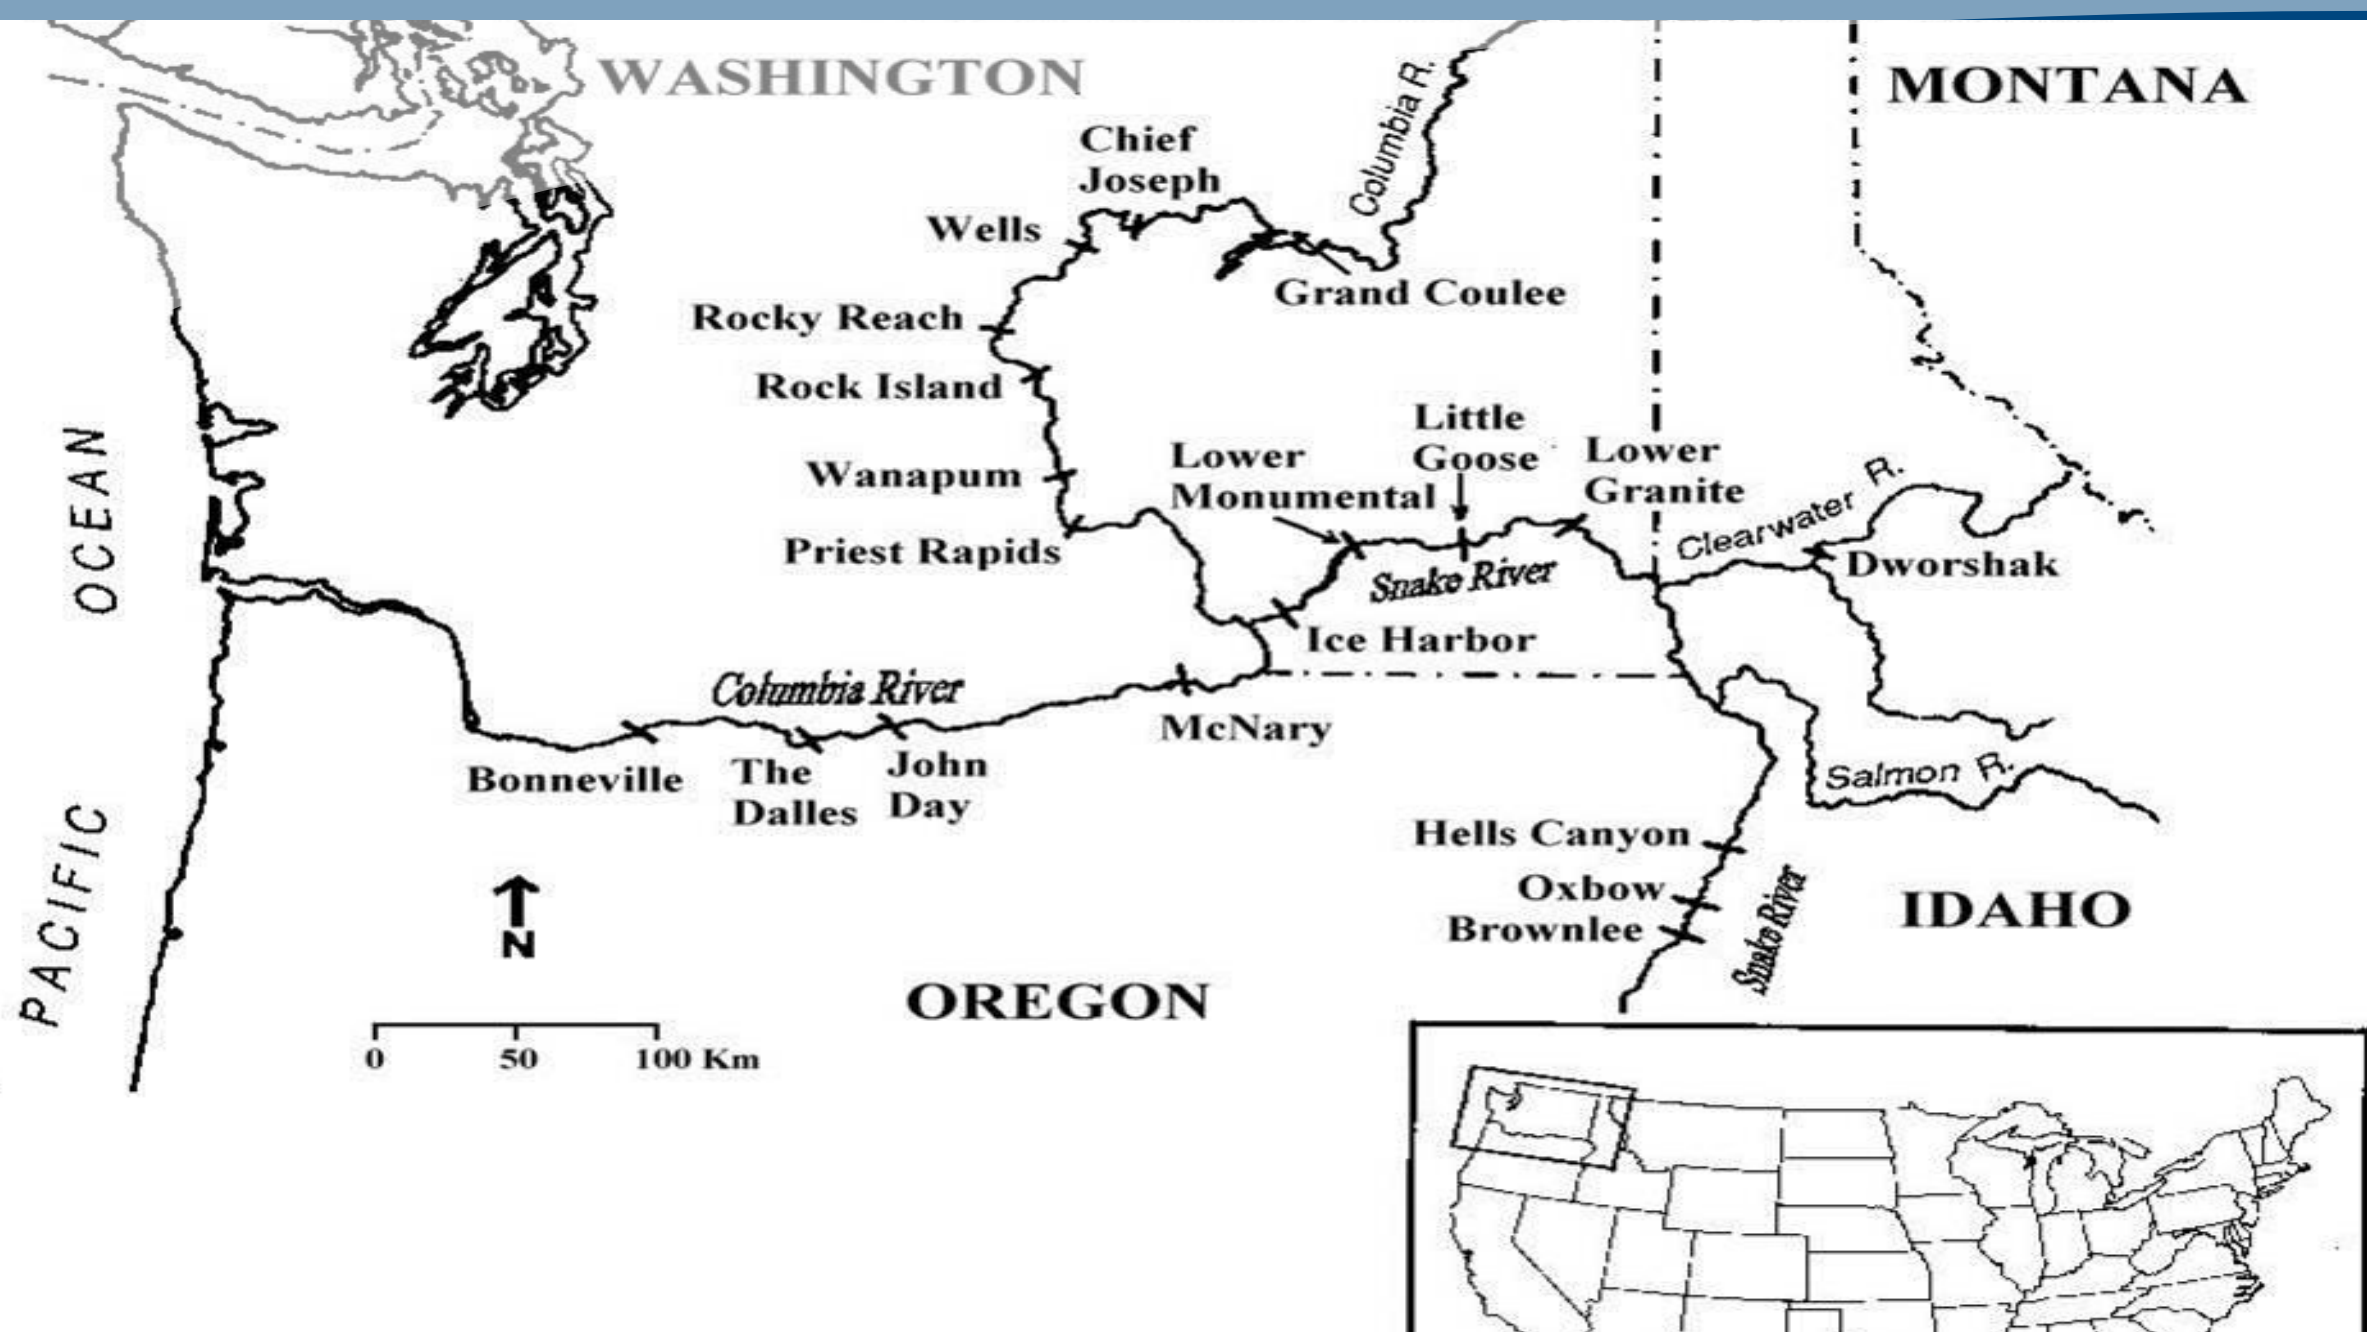 WASHINGTON
MONTANA
Columbia R.
Chief
Joseph
Wells
Grand Coulee
Rocky Reach
Rock Island
Little
Goose
Lower
Monumental
Lower
Granite
Wanapum
Clearwater R.
Priest Rapids
Dworshak
Snake River
Ice Harbor
OCEAN
Columbia River
McNary
Bonneville
The
Dalles
John
Day
Salmon R.
Hells Canyon
Oxbow
Brownlee
Snake River
IDAHO
PACIFIC
N
OREGON
0 50 100 Km